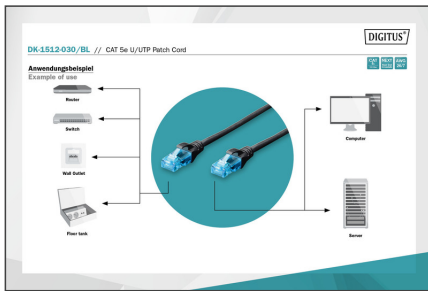 DIGITUS®
DK-1512-030/BL // CAT 5e U/UTP Patch Cord
Anwendungsbeispiel
Example of use
Router
Switch
Wall Outlet
Floor tank
Computer
Server